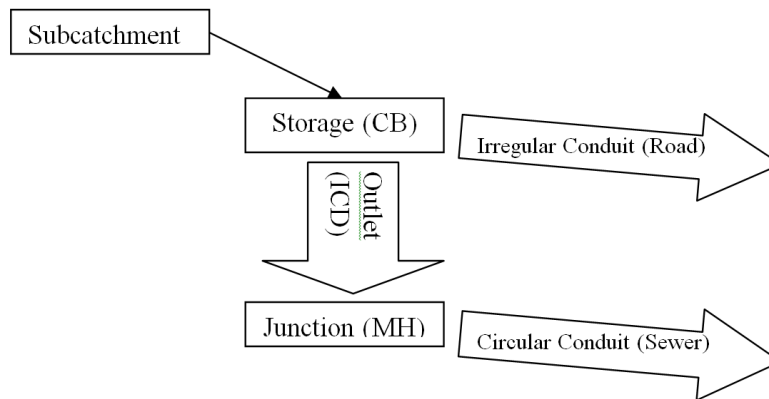 Subcatchment
Storage (CB)
Irregular Conduit (Road)
Outlet
(ICD)
Junction (MH)
Circular Conduit (Sewer)